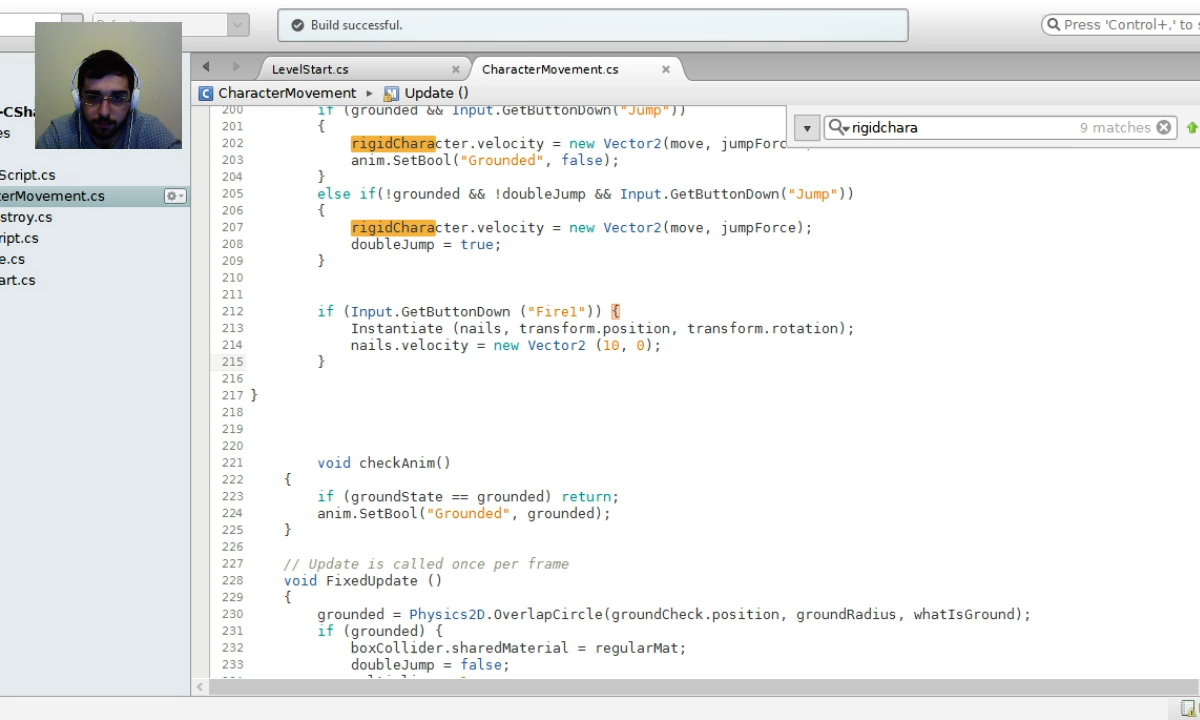 Default
Build successful.
Press 'Control+,' to
LevelStart.cs
CharacterMovement.cs
CharacterMovement
Update ()
rigidchara
9 matches
-CSha
es
Script.cs
terMovement.cs
stroy.cs
ript.cs
e.cs
art.cs
200 if (grounded && Input.GetButtonDown("Jump"))
201 {
202 rigidCharacter.velocity = new Vector2(move, jumpForc
203 anim.SetBool("Grounded", false);
204 }
205 else if(!grounded && !doubleJump && Input.GetButtonDown("Jump"))
206 {
207 rigidCharacter.velocity = new Vector2(move, jumpForce);
208 doubleJump = true;
209 }
210
211
212 if (Input.GetButtonDown ("Fire1")) {
213 Instantiate (nails, transform.position, transform.rotation);
214 nails.velocity = new Vector2 (10, 0);
215 }
216
217 }
218
219
220
221 void checkAnim()
222 {
223 if (groundState == grounded) return;
224 anim.SetBool("Grounded", grounded);
225 }
226
227 // Update is called once per frame
228 void FixedUpdate ()
229 {
230 grounded = Physics2D.OverlapCircle(groundCheck.position, groundRadius, whatIsGround);
231 if (grounded) {
232 boxCollider.sharedMaterial = regularMat;
233 doubleJump = false;